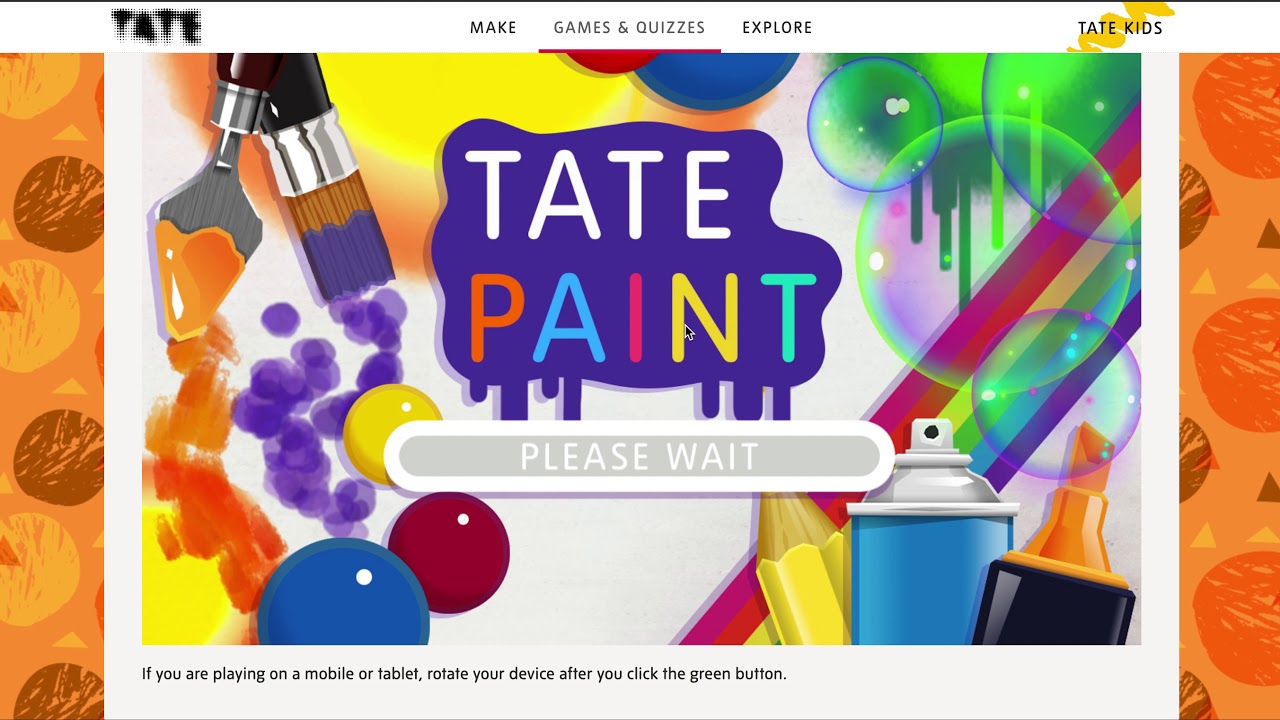 TATE
MAKE
GAMES & QUIZZES
EXPLORE
TATE KIDS
TATE
PAINT
PLEASE WAIT
If you are playing on a mobile or tablet, rotate your device after you click the green button.